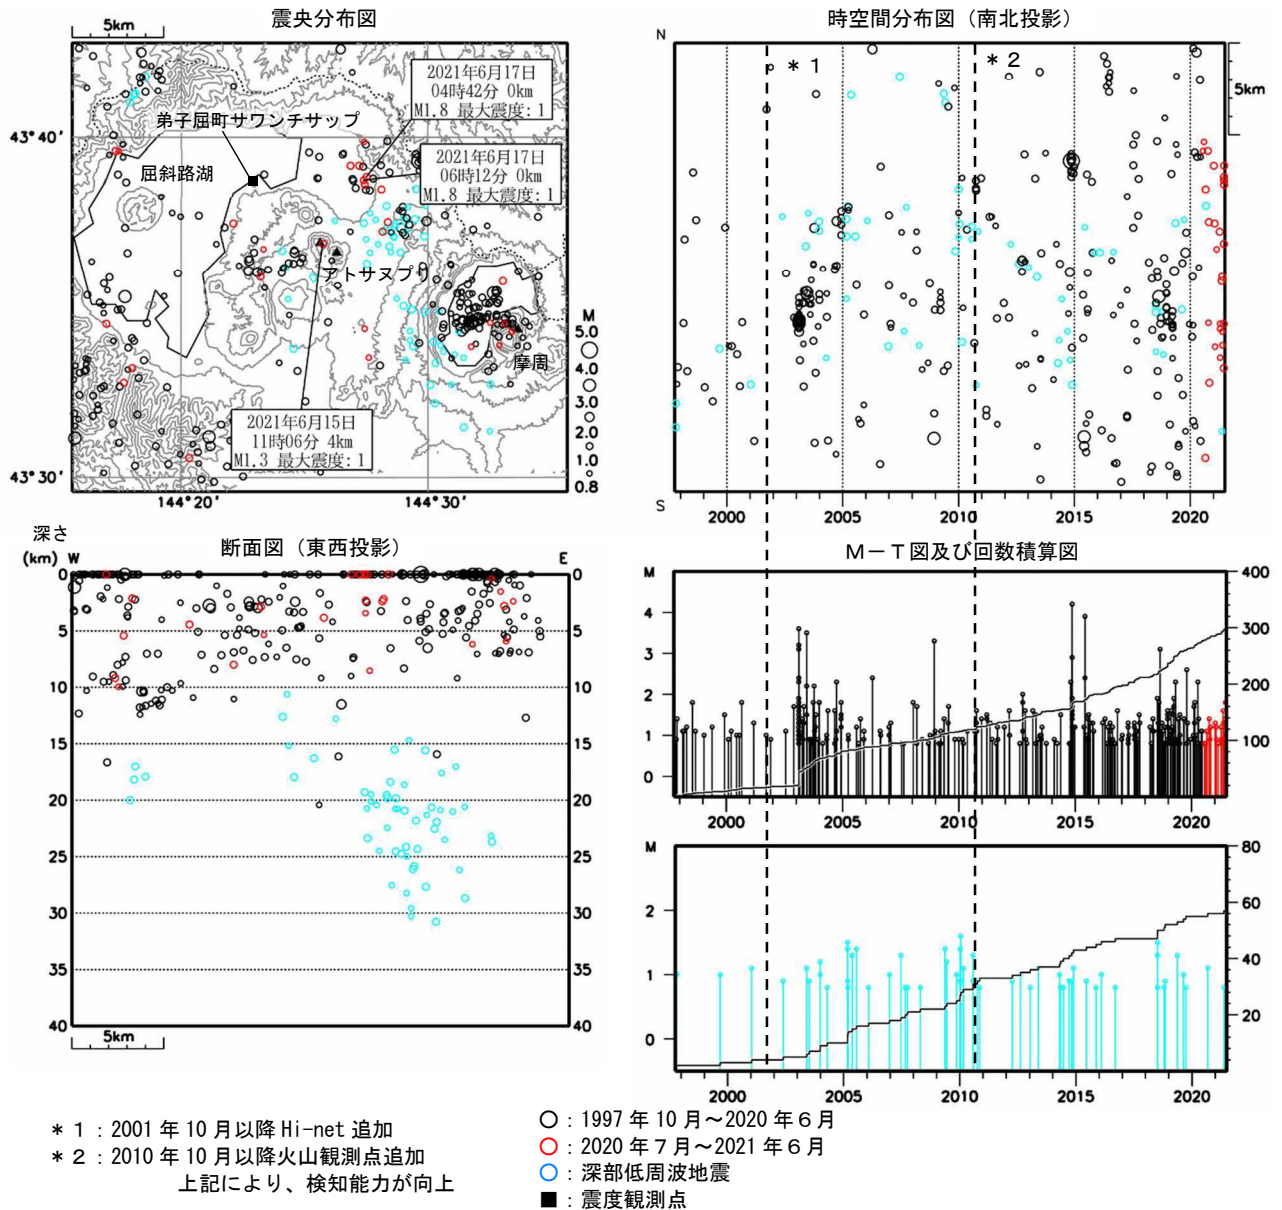 5km
震央分布図
2021年6月17日
04時42分 0km
M1.8 最大震度:1
43°40′
弟子屈町サワンチサップ
2021年6月17日
06時12分 0km
M1.8 最大震度:1
屈斜路湖
アトサヌプリ
摩周
2021年6月15日
11時06分 4km
M1.3 最大震度:1
43°30′
144°20′
144°30′
M
5.0
4.0
3.0
2.0
1.0
0.8
時空間分布図（南北投影）
N
＊1
＊2
5km
S
2000
2005
2010
2015
2020
深さ
(km)
W
断面図（東西投影）
E
0
0
5
5
10
10
15
15
20
20
25
25
30
30
35
35
40
40
5km
M－T図及び回数積算図
M
400
4
300
3
2
200
1
100
0
2000
2005
2010
2015
2020
M
80
2
60
1
40
20
0
2000
2005
2010
2015
2020
＊1：2001年10月以降Hi-net追加
＊2：2010年10月以降火山観測点追加
上記により、検知能力が向上
○：1997年10月～2020年6月
○：2020年7月～2021年6月
○：深部低周波地震
■：震度観測点